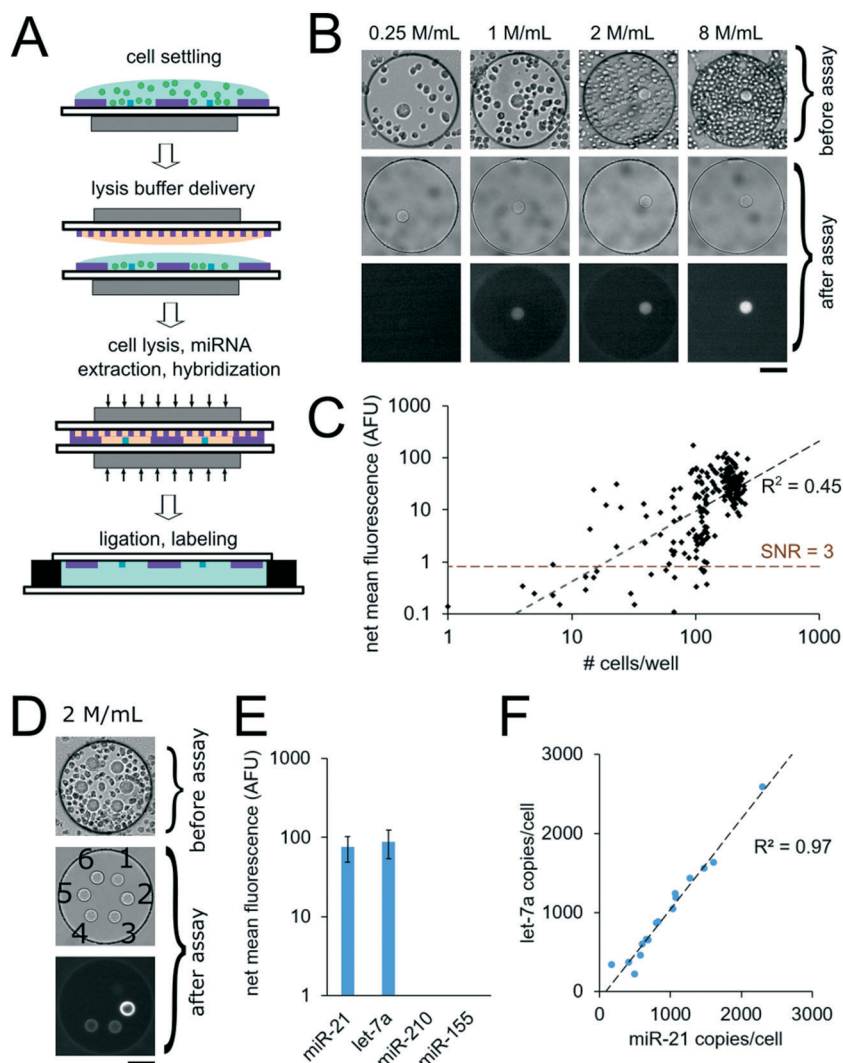 A
cell settling
lysis buffer delivery
cell lysis, miRNA
extraction, hybridization
ligation, labeling
B
0.25 M/mL 1 M/mL 2 M/mL 8 M/mL
before assay
after assay
C
net mean fluorescence (AFU)
1000
100
10
1
0.1
R² = 0.45
SNR = 3
1 10 100 1000
# cells/well
D
2 M/mL
before assay
6 1
5 2
4 3
after assay
E
net mean fluorescence (AFU)
1000
100
10
1
miR-21 let-7a miR-210 miR-155
F
let-7a copies/cell
3000
2000
1000
0
R² = 0.97
0 1000 2000 3000
miR-21 copies/cell